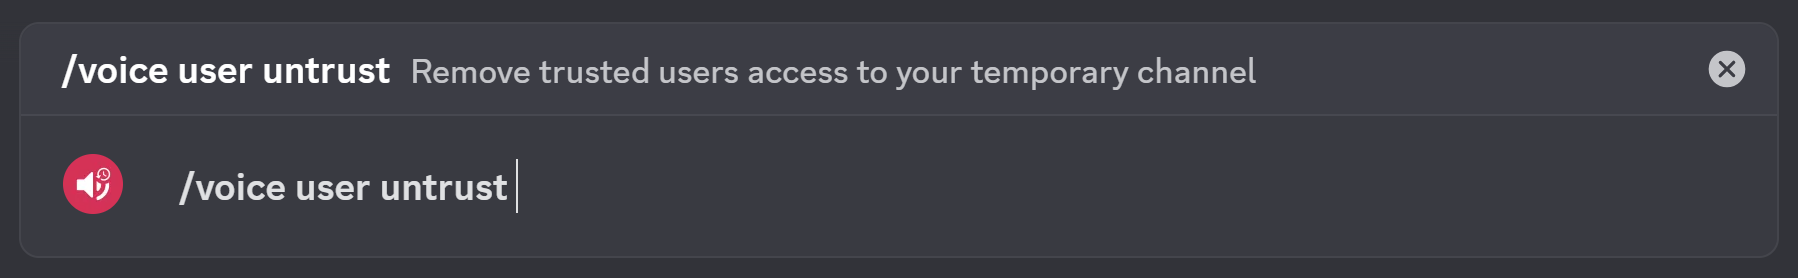 /voice user untrust Remove trusted users access to your temporary channel
/voice user untrust